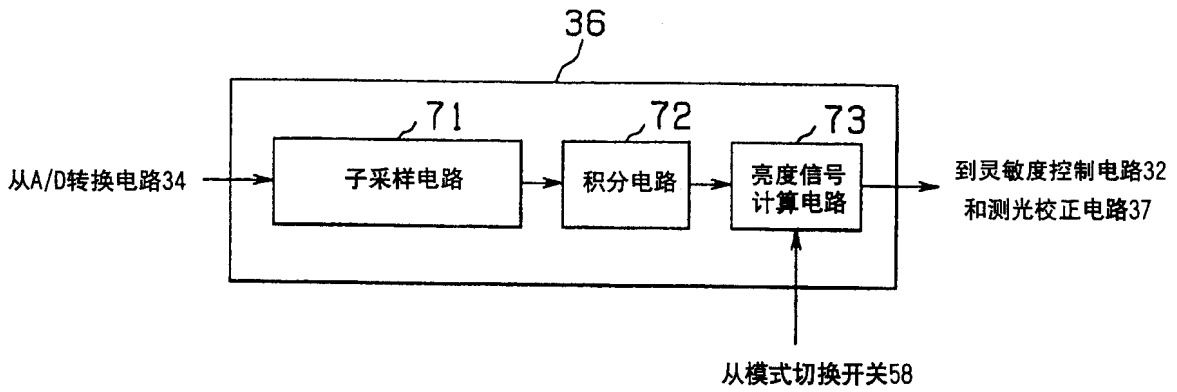 36
71
72
73
从A/D转换电路34
子采样电路
积分电路
亮度信号
计算电路
到灵敏度控制电路32
和测光校正电路37
从模式切换开关58